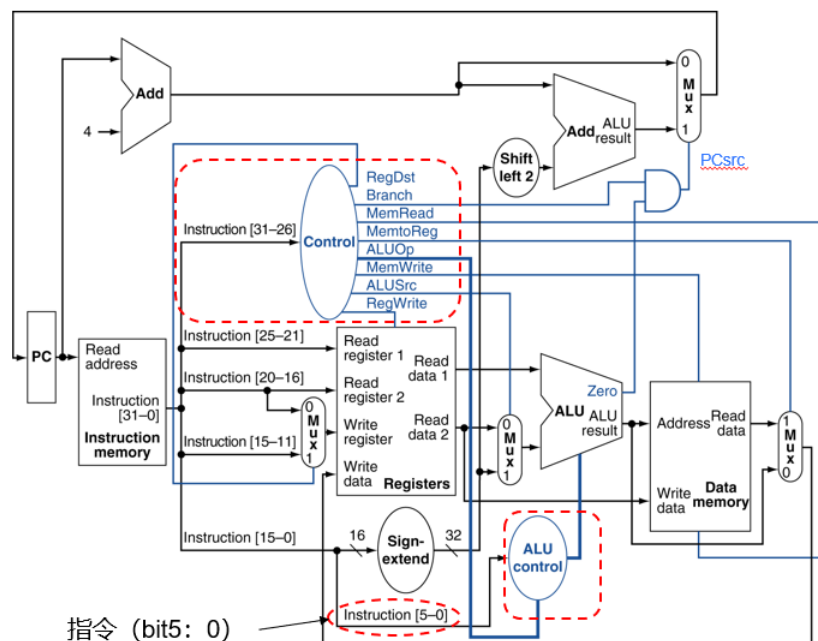 Add
4
0
Mux
1
Add ALU
result
Shift
left 2
PCsrc
RegDst
Branch
MemRead
MemtoReg
ALUOp
MemWrite
ALUSrc
RegWrite
Instruction [31–26]
Control
PC
Read
address
Instruction
[31–0]
Instruction
memory
Instruction [25–21]
Instruction [20–16]
Instruction [15–11]
Instruction [15–0]
0
Mux
1
Read
register 1
Read
register 2
Write
register
Write
data
Read
data 1
Read
data 2
Registers
0
Mux
1
Zero
ALU ALU
result
Address
Read
data
Write
data
Data
memory
1
Mux
0
16
Sign-
extend
32
ALU
control
Instruction [5–0]
指令（bit5：0）